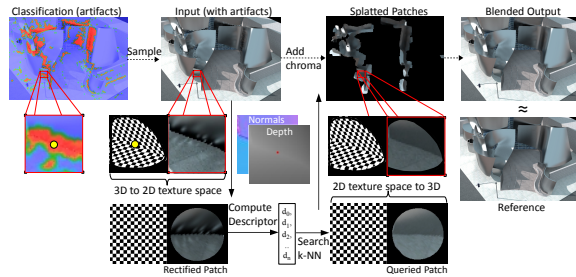 Classification (artifacts)
Input (with artifacts)
Splatted Patches
Blended Output
Sample
Add
chroma
≈
Normals
Depth
3D to 2D texture space
2D texture space to 3D
Reference
Compute
Descriptor
d₀,
d₁,
d₂,
...
dₙ
Search
k-NN
Rectified Patch
Queried Patch